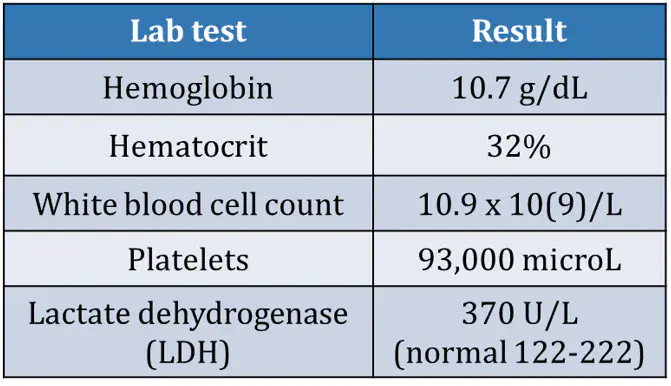 Lab test Result
Hemoglobin 10.7 g/dL
Hematocrit 32%
White blood cell count 10.9 x 10(9)/L
Platelets 93,000 microL
Lactate dehydrogenase 370 U/L
(LDH) (normal 122-222)